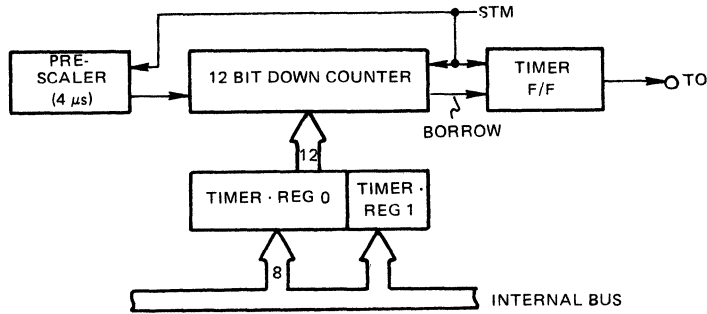 STM
PRE-
SCALER
(4 μs)
12 BIT DOWN COUNTER
TIMER
F/F
TO
BORROW
12
TIMER · REG 0
TIMER ·
REG 1
8
INTERNAL BUS